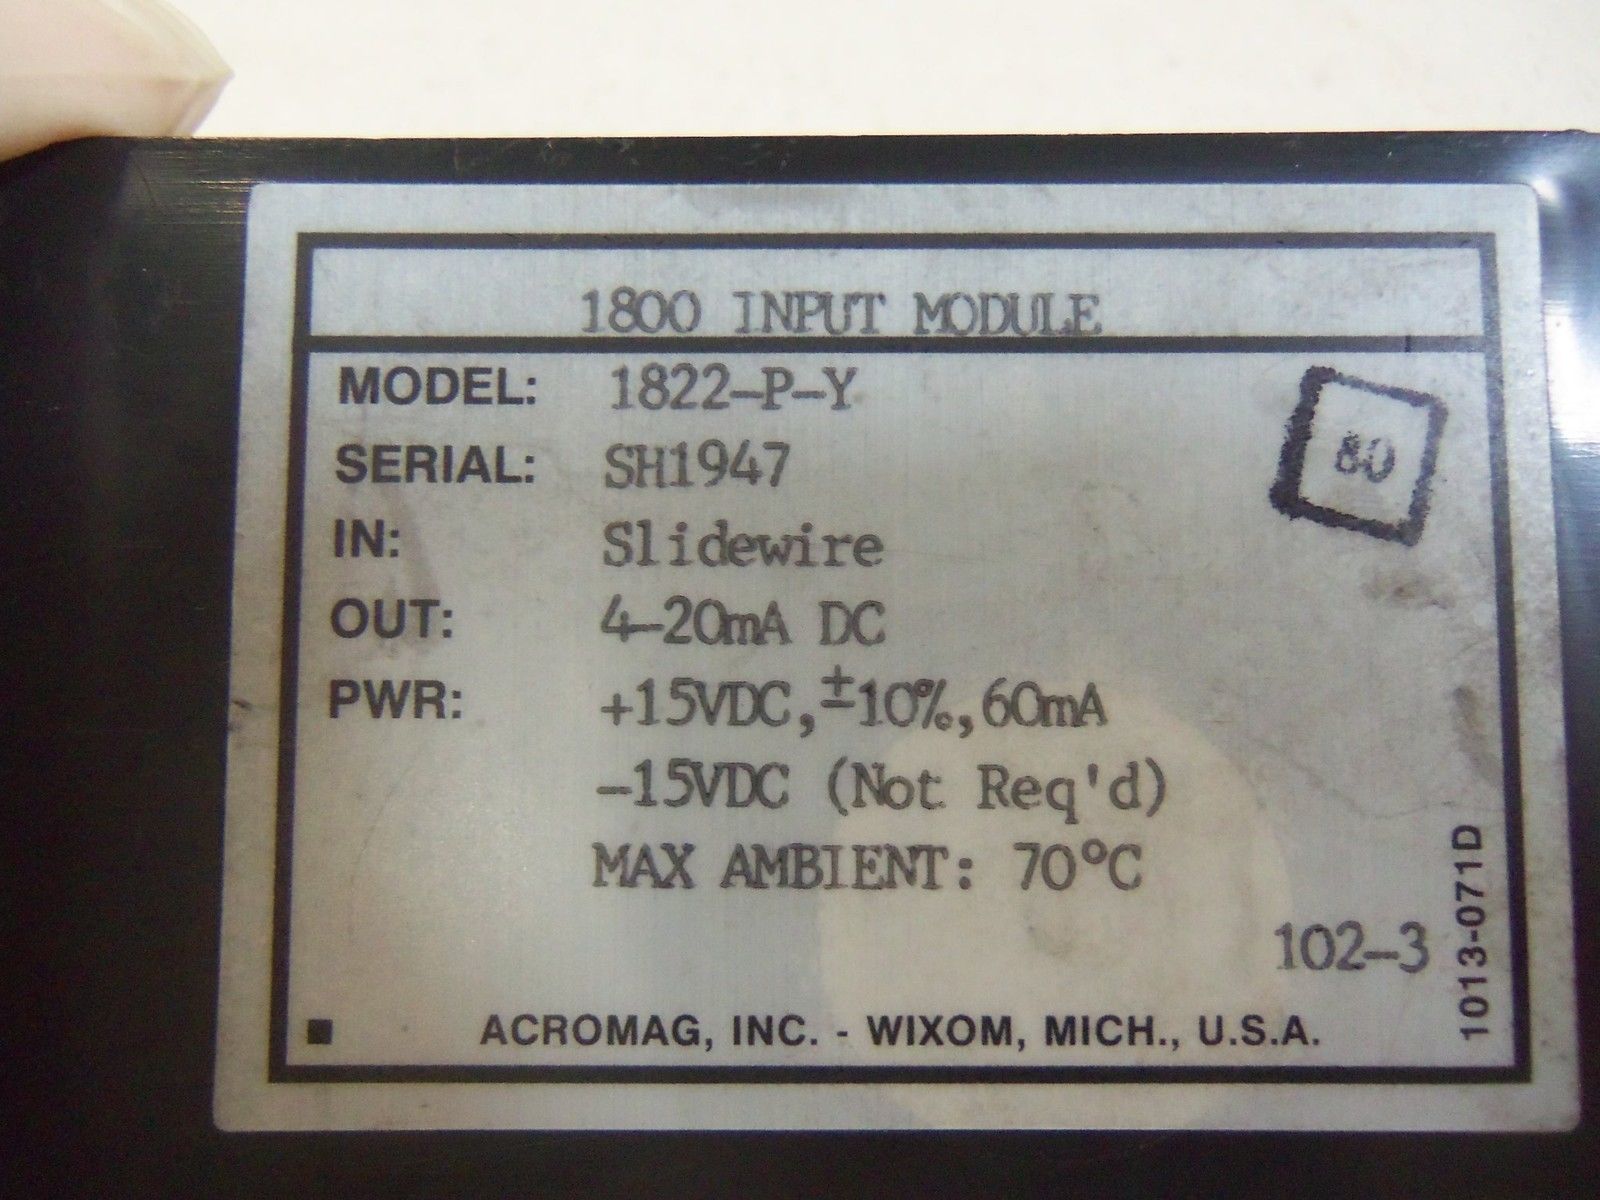 1800 INPUT MODULE
MODEL: 1822-P-Y
SERIAL: SH1947
80
IN: Slidewire
OUT: 4-20mA DC
PWR: +15VDC,±10%,60mA
-15VDC (Not Req'd)
MAX AMBIENT: 70°C
102-3
1013-071D
ACROMAG, INC. - WIXOM, MICH., U.S.A.